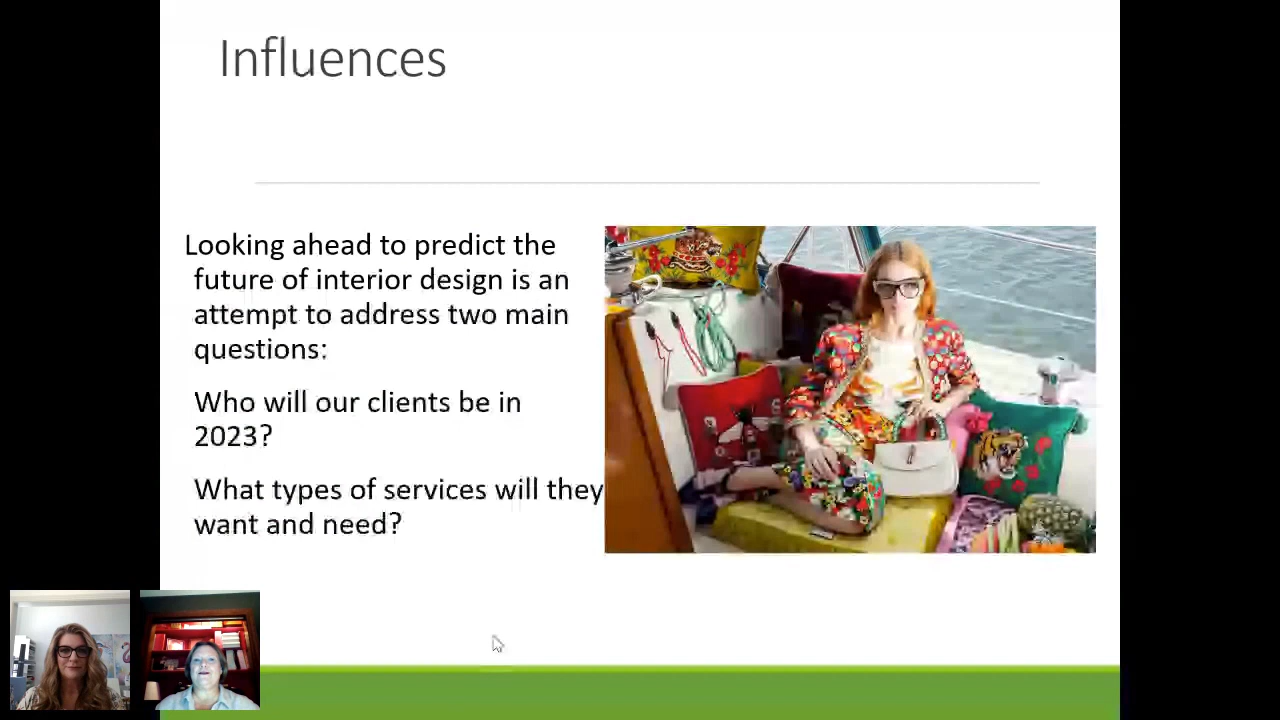 Influences
Looking ahead to predict the
future of interior design is an
attempt to address two main
questions:
Who will our clients be in
2023?
What types of services will they
want and need?